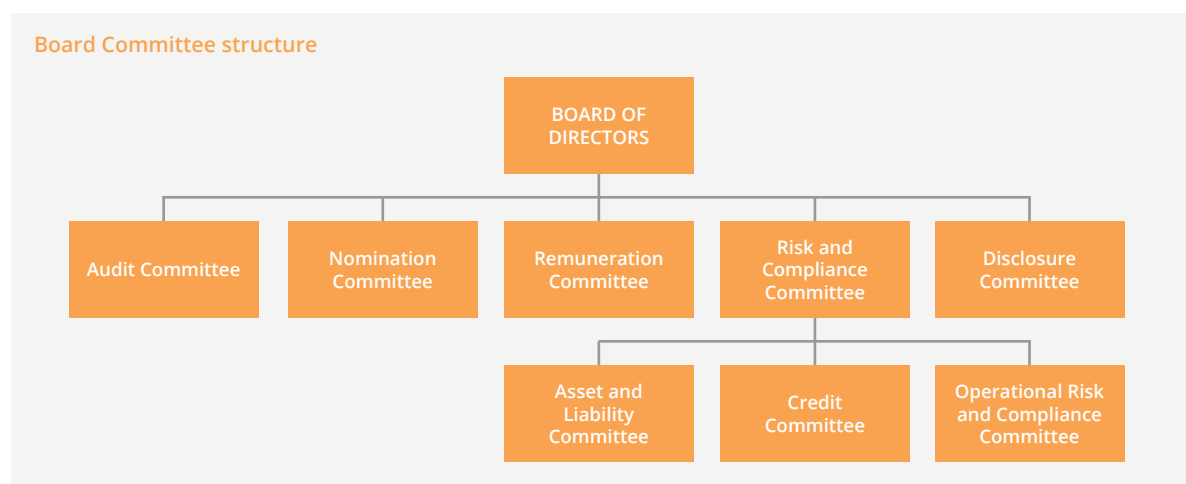 Board Committee structure
BOARD OF
DIRECTORS
Audit Committee
Nomination
Committee
Remuneration
Committee
Risk and
Compliance
Committee
Disclosure
Committee
Asset and
Liability
Committee
Credit
Committee
Operational Risk
and Compliance
Committee